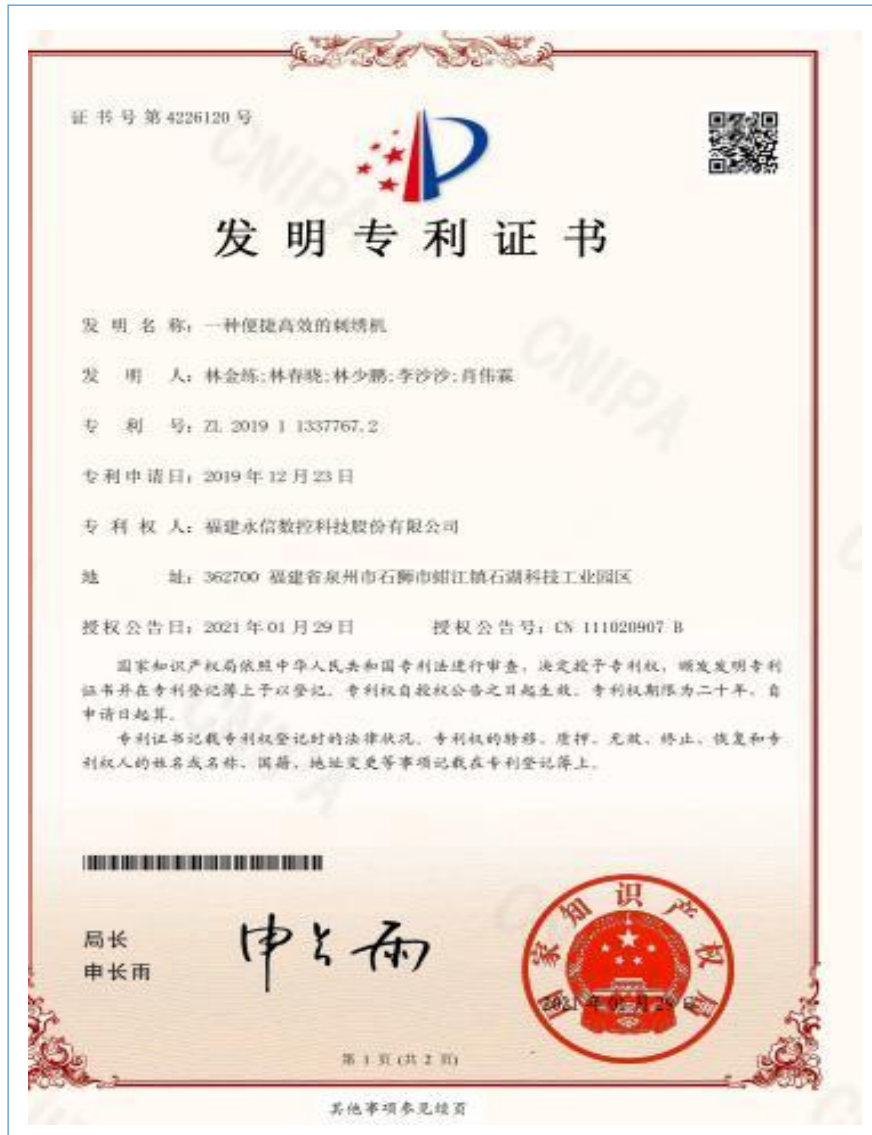 证书号第4226120号
发明专利证书
发明名称：一种便捷高效的刺绣机
发明人：林金练;林春晓;林少鹏;李沙沙;肖伟霖
专利号：ZL 2019 1 1337767.2
专利申请日：2019年12月23日
专利权人：福建永信数控科技股份有限公司
地址：362700 福建省泉州市石狮市蚶江镇石湖科技工业园区
授权公告日：2021年01月29日 授权公告号：CN 111020907 B
国家知识产权局依照中华人民共和国专利法进行审查，决定授予专利权，颁发发明专利
证书并在专利登记簿上予以登记。专利权自授权公告之日起生效。专利权期限为二十年，自
申请日起算。
专利证书记载专利权登记时的法律状况。专利权的转移、质押、无效、终止、恢复和专
利权人的姓名或名称、国籍、地址变更等事项记载在专利登记簿上。
局长
申长雨
申长雨
国家知识产权局
2021年01月29日
第 1 页 (共 2 页)
其他事项参见续页
CNIPA
CNIPA
CNIPA